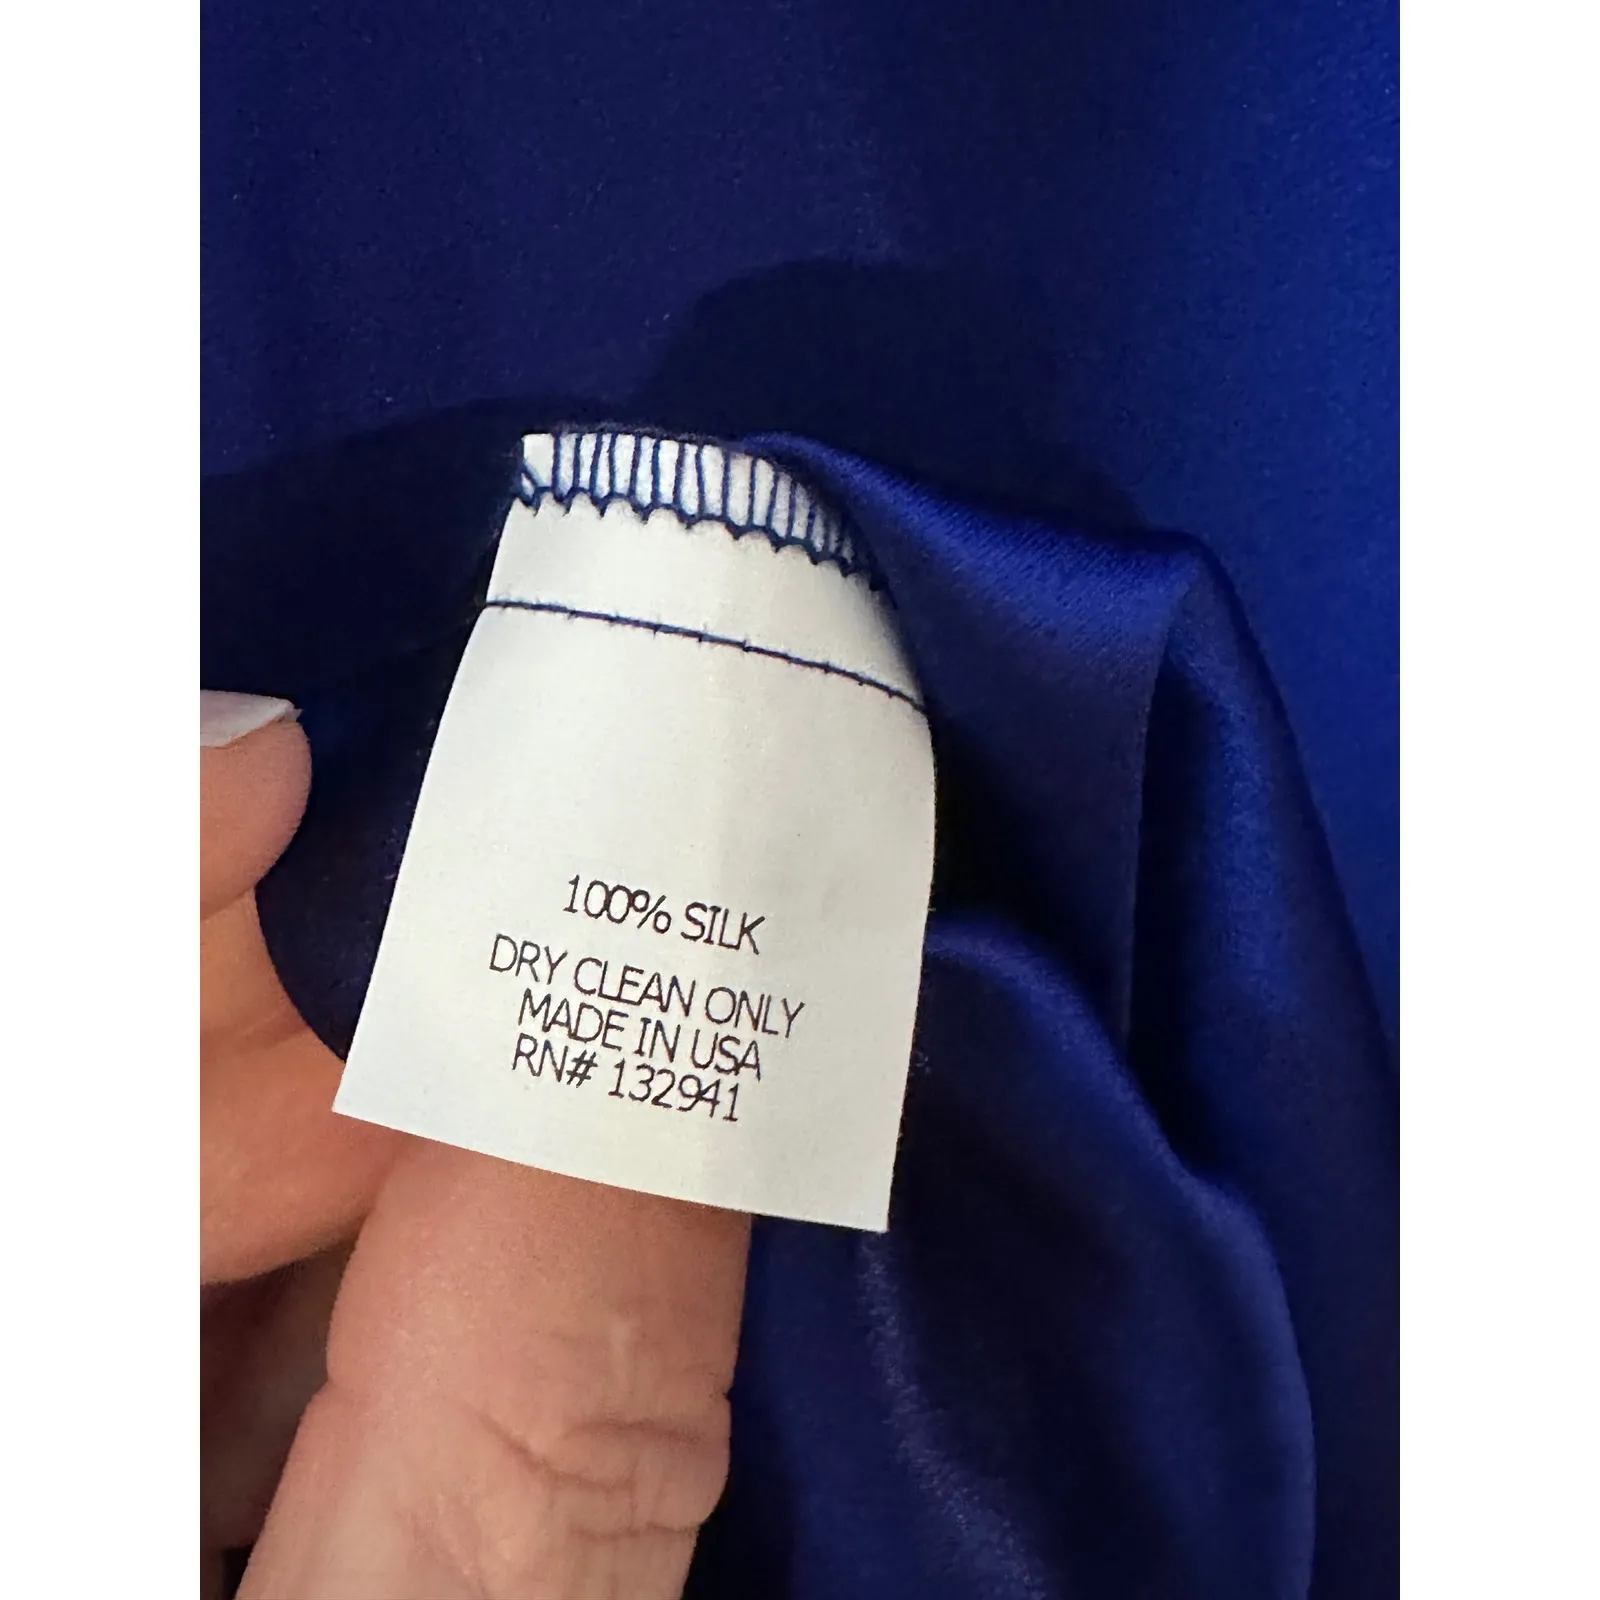 100% SILK
DRY CLEAN ONLY
MADE IN USA
RN# 132941